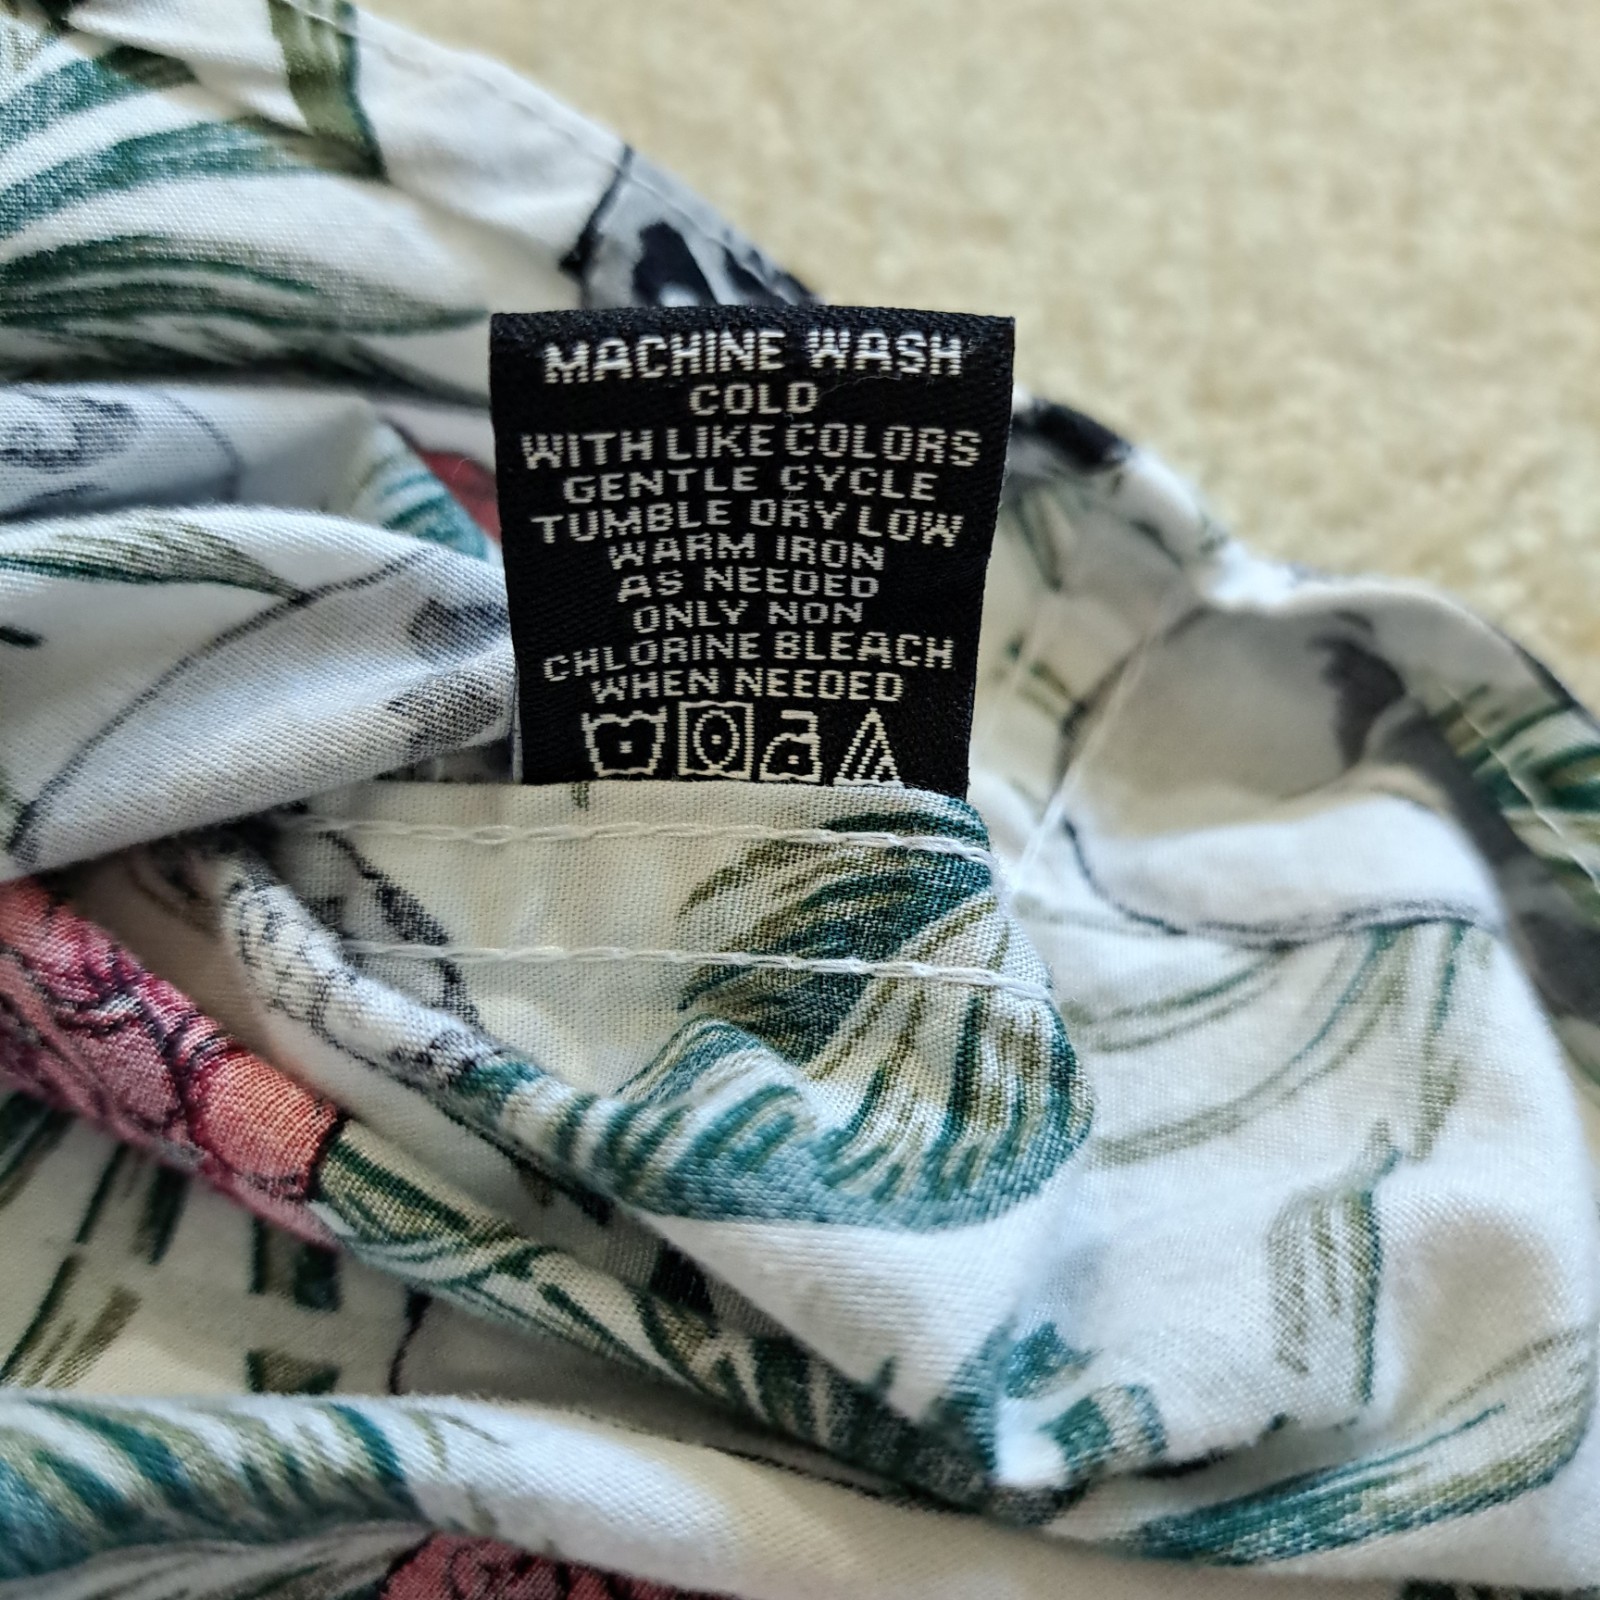 MACHINE WASH
COLD
WITH LIKE COLORS
GENTLE CYCLE
TUMBLE DRY LOW
WARM IRON
AS NEEDED
ONLY NON
CHLORINE BLEACH
WHEN NEEDED